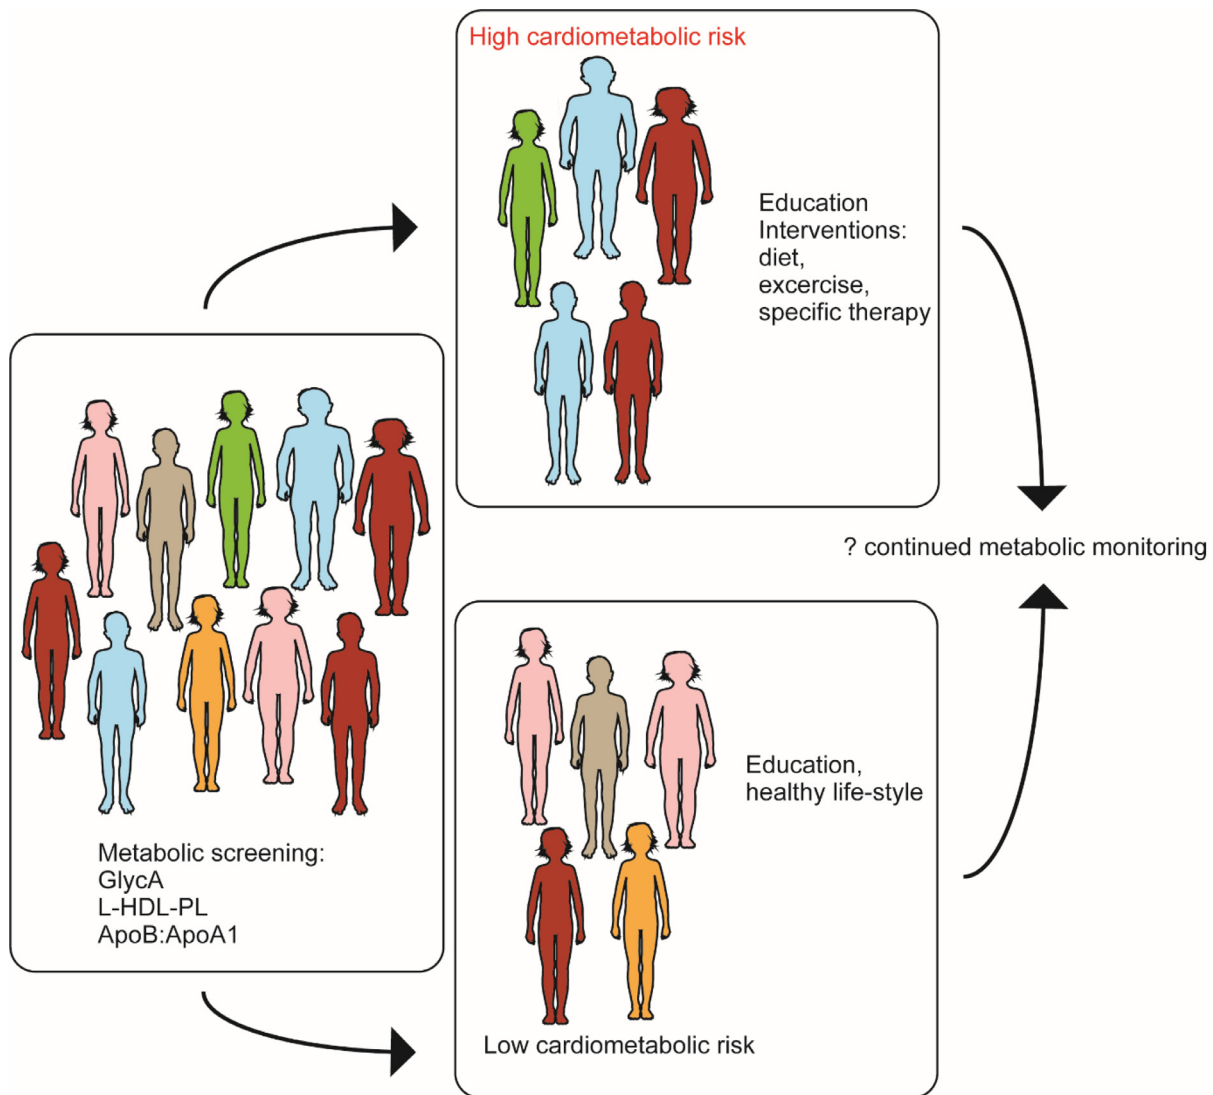 High cardiometabolic risk
Education
Interventions:
diet,
excercise,
specific therapy
Metabolic screening:
GlycA
L-HDL-PL
ApoB:ApoA1
? continued metabolic monitoring
Education,
healthy life-style
Low cardiometabolic risk